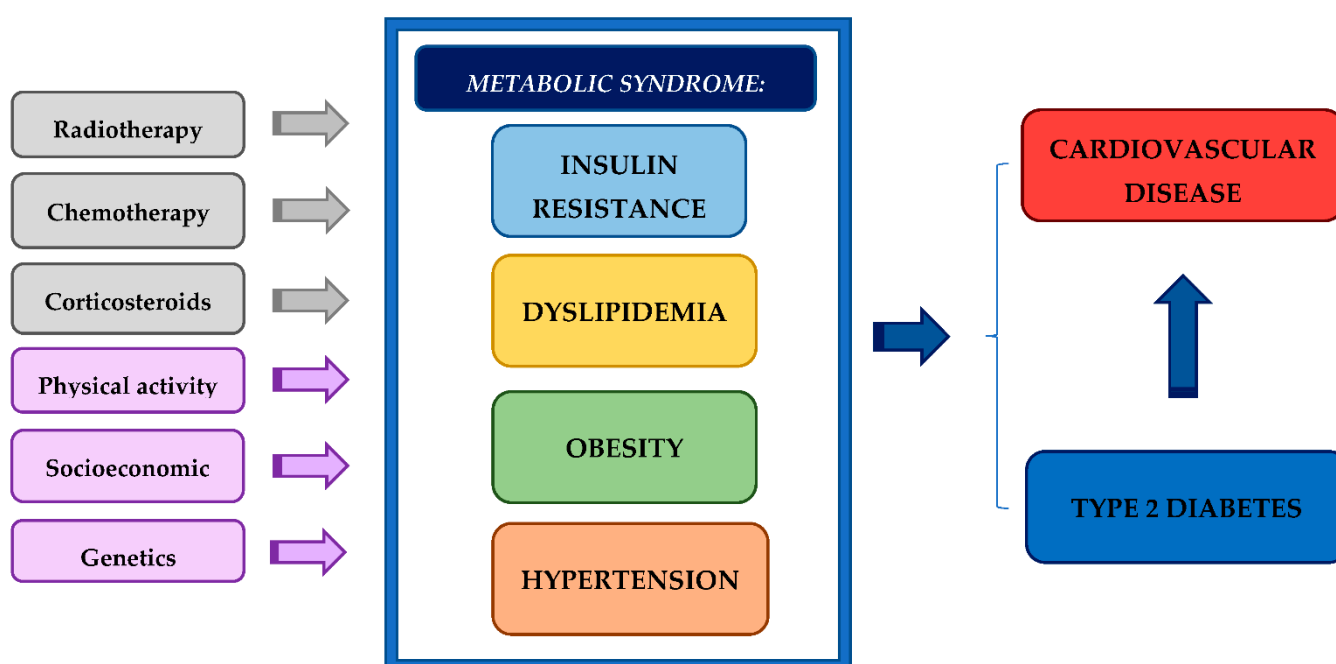 Radiotherapy
Chemotherapy
Corticosteroids
Physical activity
Socioeconomic
Genetics
METABOLIC SYNDROME:
INSULIN
RESISTANCE
DYSLIPIDEMIA
OBESITY
HYPERTENSION
CARDIOVASCULAR
DISEASE
TYPE 2 DIABETES